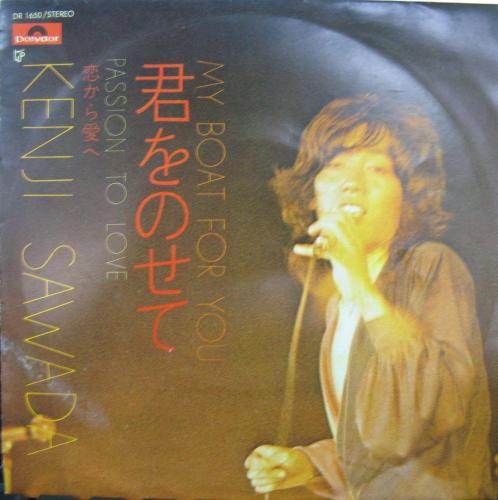 DR 1650/STEREO
Polydor
MY BOAT FOR YOU
君をのせて
PASSION TO LOVE
恋から愛へ
KENJI SAWADA